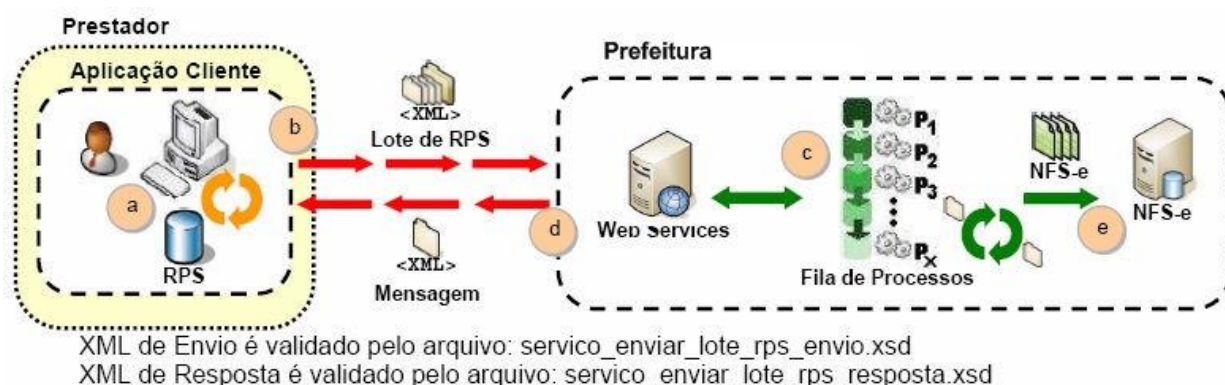 Prestador
Aplicação Cliente
a
RPS
b
<XML>
Lote de RPS
<XML>
Mensagem
Prefeitura
d
Web Services
c
P1
P2
P3
Px
Fila de Processos
NFS-e
e
NFS-e
XML de Envio é validado pelo arquivo: servico_enviar_lote_rps_envio.xsd
XML de Resposta é validado pelo arquivo: servico_enviar_lote_rps_resposta.xsd